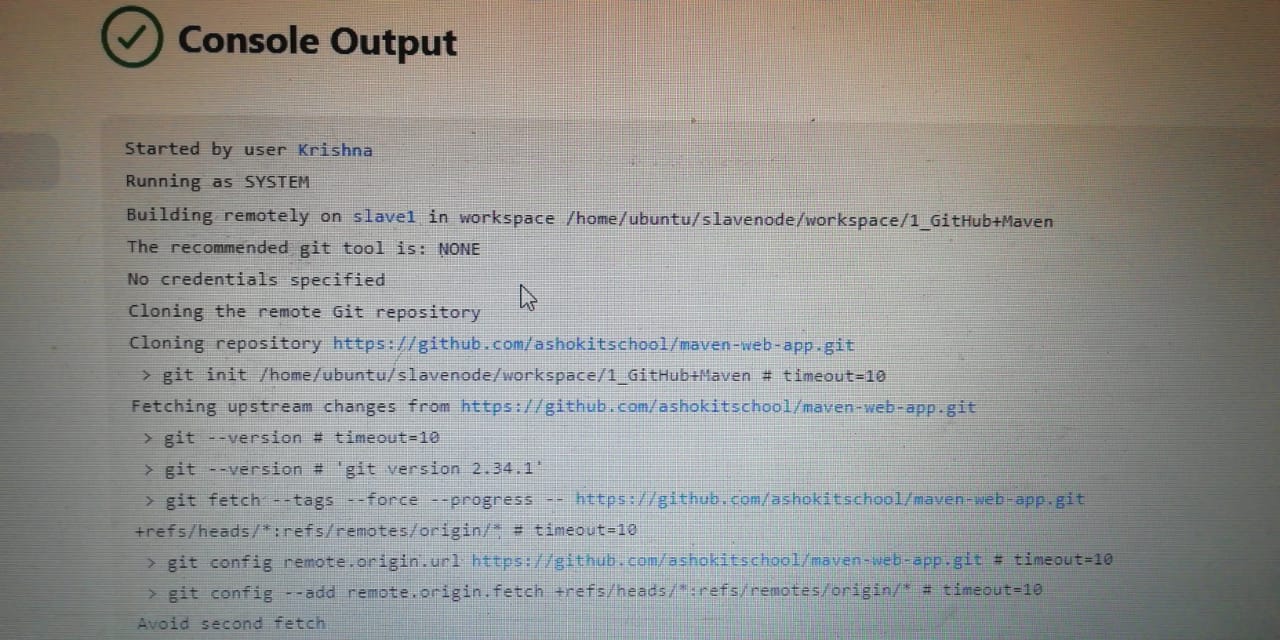 Console Output
Started by user Krishna
Running as SYSTEM
Building remotely on slave1 in workspace /home/ubuntu/slavenode/workspace/1_GitHub+Maven
The recommended git tool is: NONE
No credentials specified
Cloning the remote Git repository
Cloning repository https://github.com/ashokitschool/maven-web-app.git
> git init /home/ubuntu/slavenode/workspace/1_GitHub+Maven # timeout=10
Fetching upstream changes from https://github.com/ashokitschool/maven-web-app.git
> git --version # timeout=10
> git --version # 'git version 2.34.1'
> git fetch --tags --force --progress -- https://github.com/ashokitschool/maven-web-app.git
+refs/heads/*:refs/remotes/origin/* # timeout=10
> git config remote.origin.url https://github.com/ashokitschool/maven-web-app.git # timeout=10
> git config --add remote.origin.fetch +refs/heads/*:refs/remotes/origin/* # timeout=10
Avoid second fetch